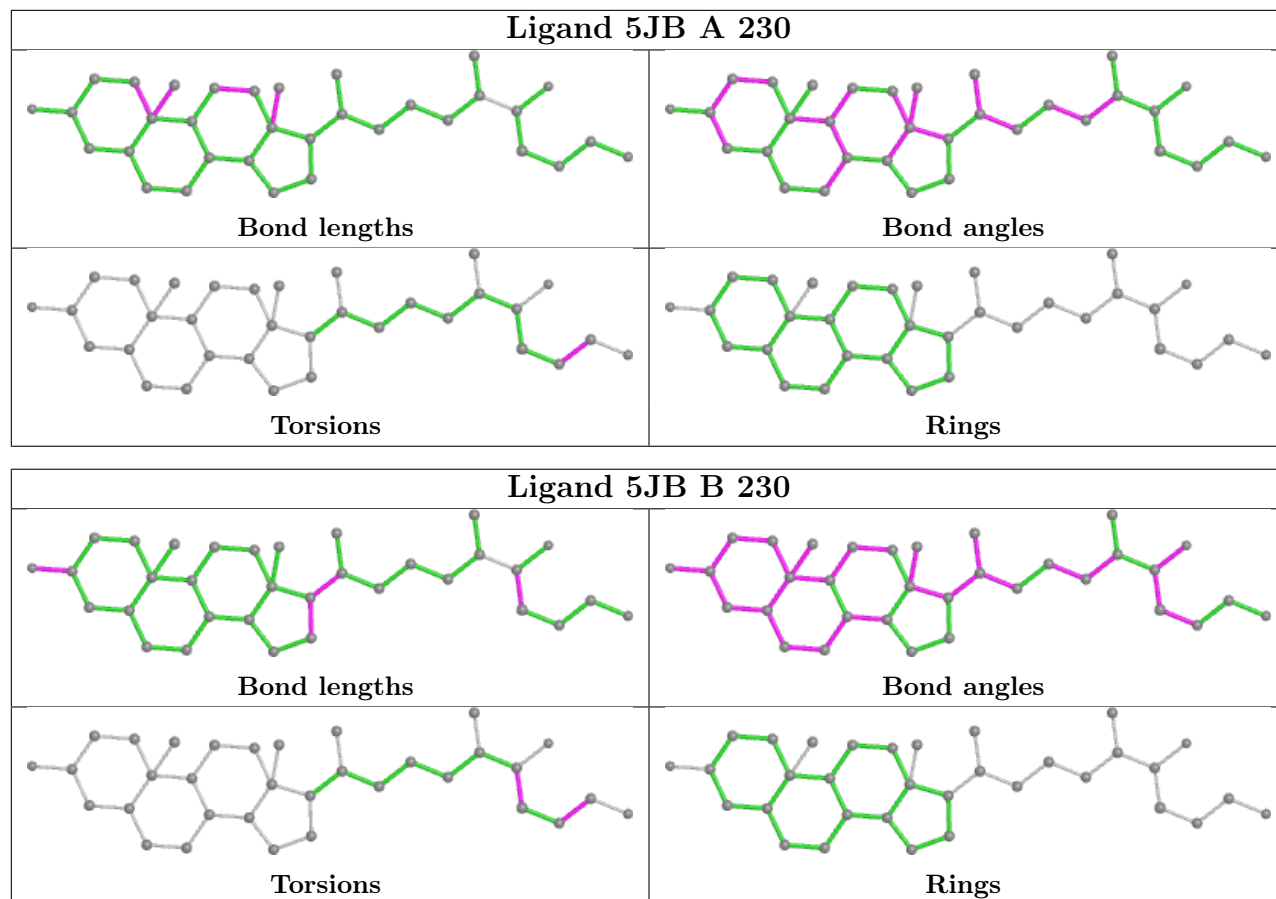 Ligand 5JB A 230
Bond lengths
Bond angles
Torsions
Rings
Ligand 5JB B 230
Bond lengths
Bond angles
Torsions
Rings